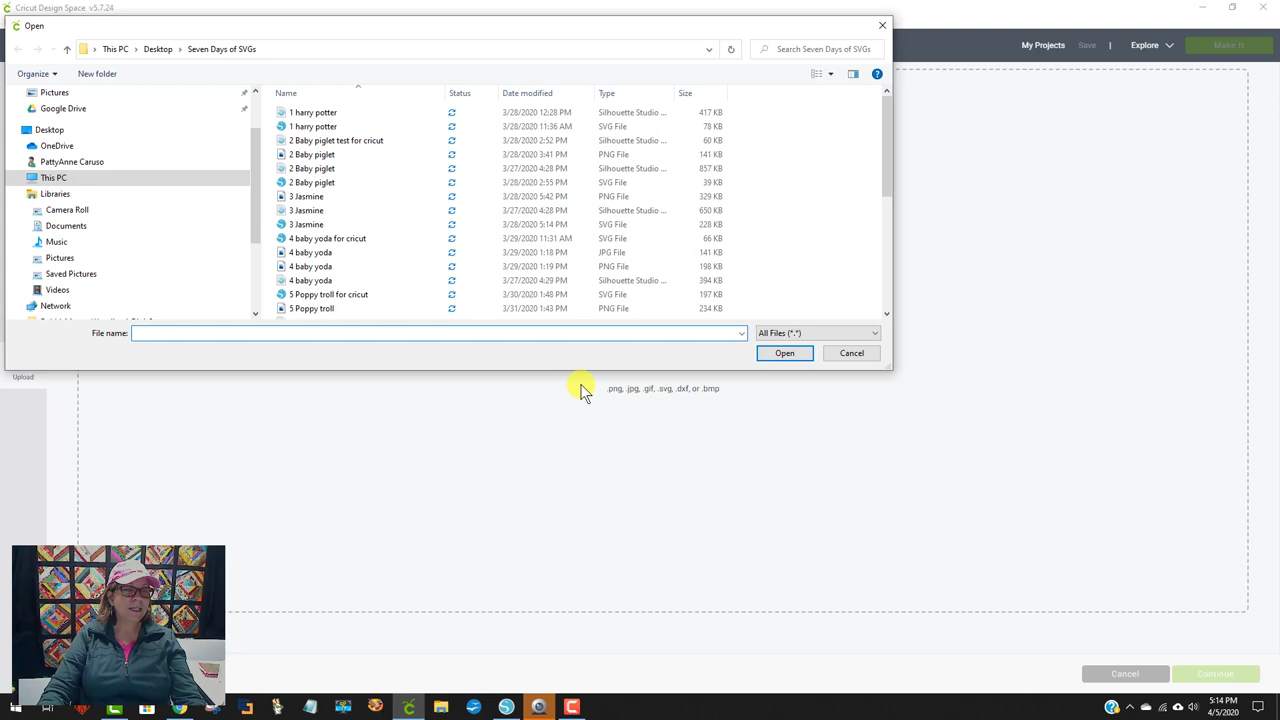 Cricut Design Space v5.7.24
Open
This PC > Desktop > Seven Days of SVGs
Search Seven Days of SVGs
My Projects Save | Explore Make It
Organize New folder
Name Status Date modified Type Size
Pictures
Google Drive
Desktop
OneDrive
PattyAnne Caruso
This PC
Libraries
Camera Roll
Documents
Music
Pictures
Saved Pictures
Videos
Network
1 harry potter 3/28/2020 12:28 PM Silhouette Studio ... 417 KB
1 harry potter 3/28/2020 11:36 AM SVG File 78 KB
2 Baby piglet test for cricut 3/28/2020 2:52 PM Silhouette Studio ... 60 KB
2 Baby piglet 3/28/2020 3:41 PM PNG File 141 KB
2 Baby piglet 3/27/2020 4:28 PM Silhouette Studio ... 857 KB
2 Baby piglet 3/28/2020 2:55 PM SVG File 39 KB
3 Jasmine 3/28/2020 5:42 PM PNG File 329 KB
3 Jasmine 3/27/2020 4:28 PM Silhouette Studio ... 650 KB
3 Jasmine 3/28/2020 5:14 PM SVG File 228 KB
4 baby yoda for cricut 3/29/2020 11:31 AM SVG File 66 KB
4 baby yoda 3/29/2020 1:18 PM JPG File 141 KB
4 baby yoda 3/29/2020 1:19 PM PNG File 198 KB
4 baby yoda 3/27/2020 4:29 PM Silhouette Studio ... 394 KB
5 Poppy troll for cricut 3/30/2020 1:48 PM SVG File 197 KB
5 Poppy troll 3/31/2020 1:43 PM PNG File 234 KB
File name: All Files (*.*)
Open Cancel
Upload
.png, .jpg, .gif, .svg, .dxf, or .bmp
Cancel Continue
5:14 PM
4/5/2020